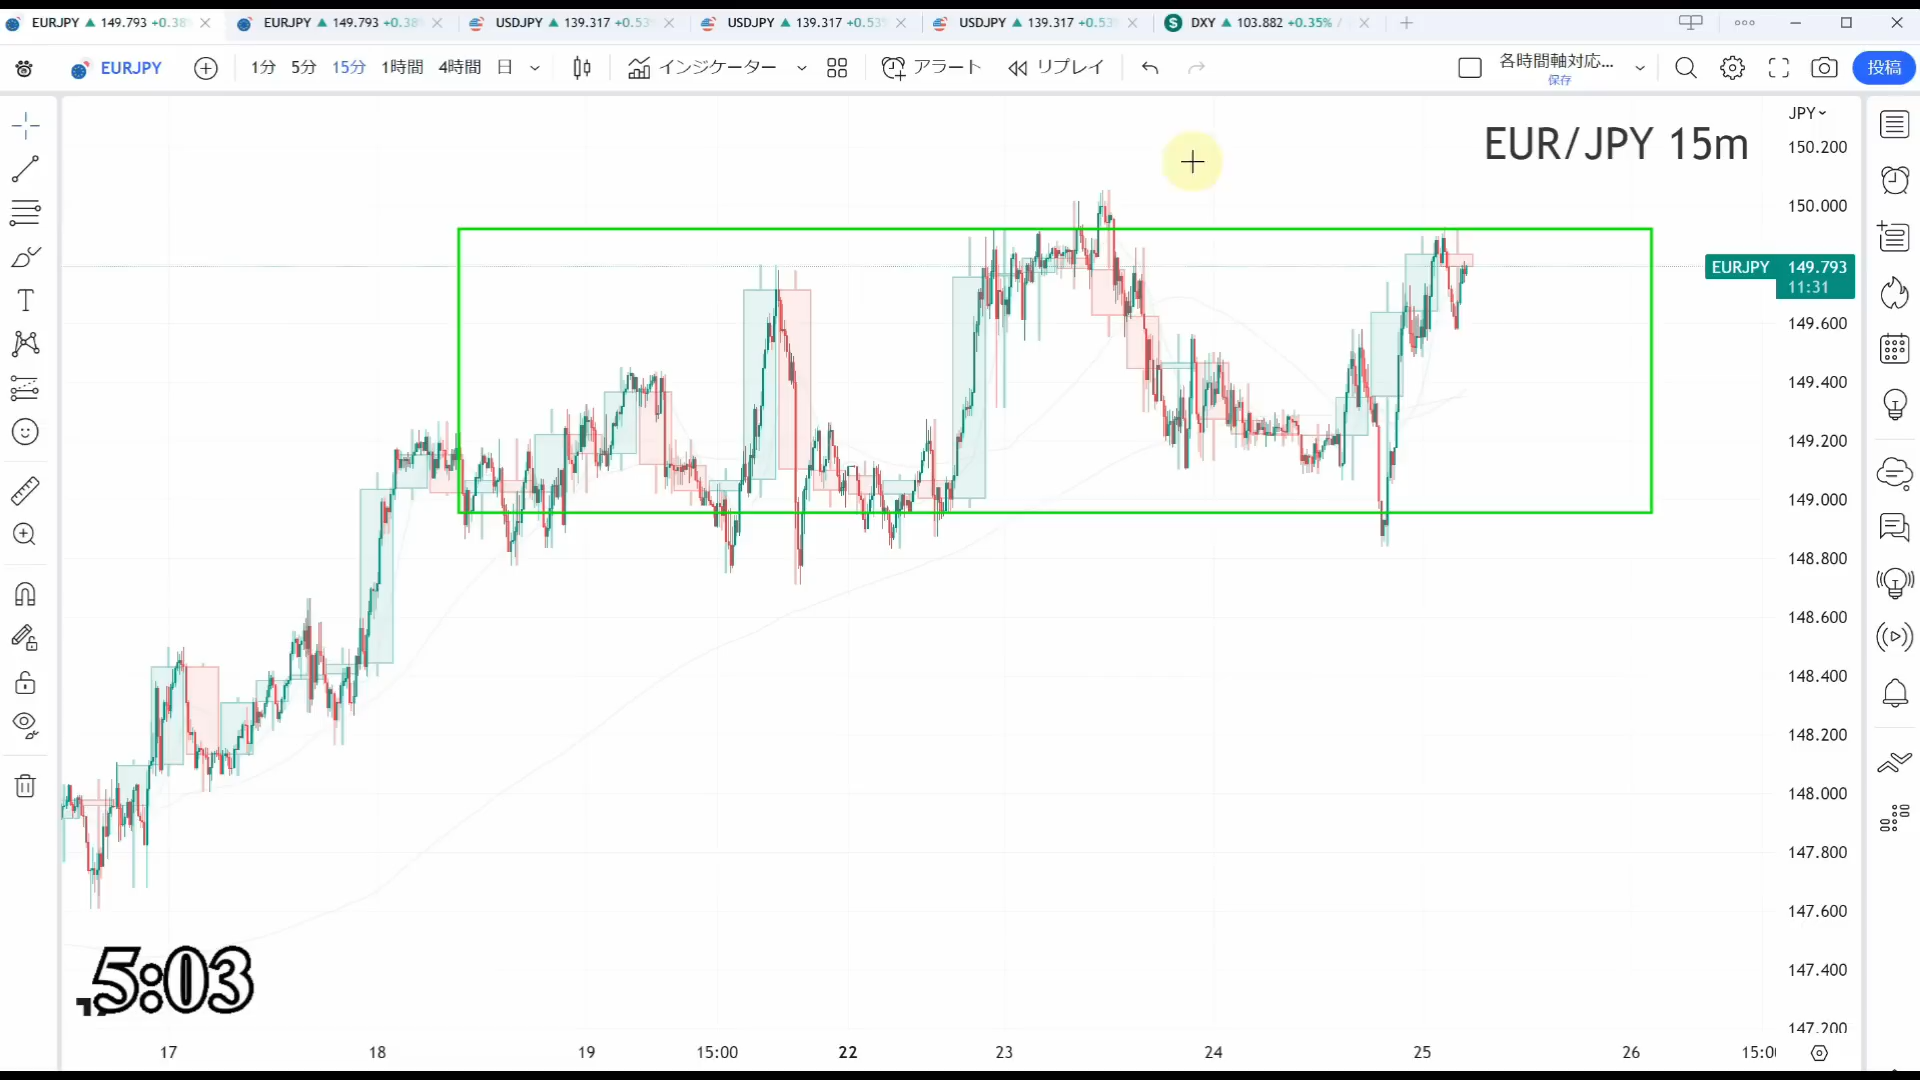 EURJPY ▲ 149.793 +0.38
EURJPY ▲ 149.793 +0.38
USDJPY ▲ 139.317 +0.53
USDJPY ▲ 139.317 +0.53
USDJPY ▲ 139.317 +0.53
DXY ▲ 103.882 +0.35% /
EURJPY
1分 5分 15分 1時間 4時間 日
インジケーター
アラート
リプレイ
各時間軸対応...
保存
投稿
EUR/JPY 15m
JPY
150.200
150.000
EURJPY 149.793
11:31
149.600
149.400
149.200
149.000
148.800
148.600
148.400
148.200
148.000
147.800
147.600
147.400
147.200
5:03
17 18 19 15:00 22 23 24 25 26